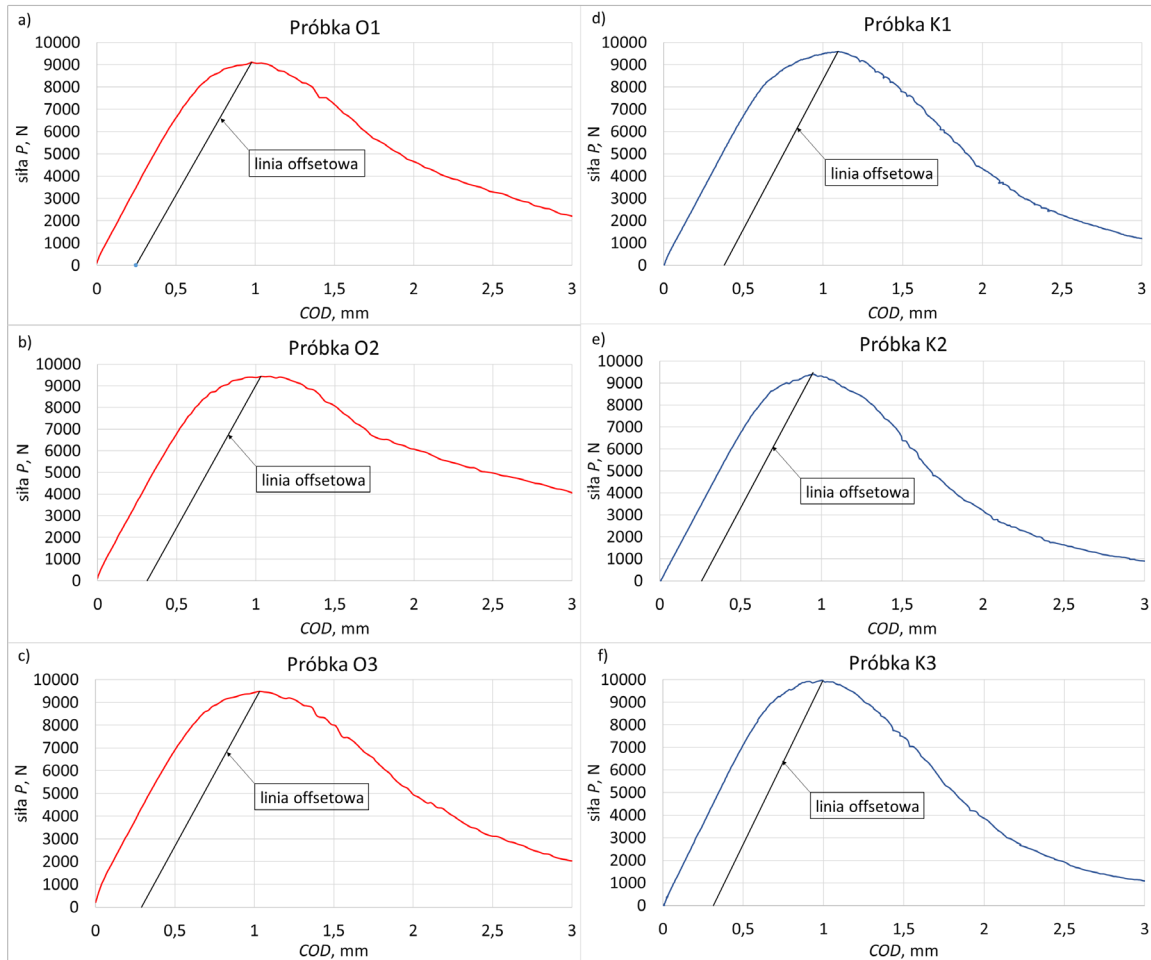 a)
Próbka O1
10000
9000
8000
7000
6000
5000
4000
3000
2000
1000
0
siła P, N
linia offsetowa
0 0,5 1 1,5 2 2,5 3
COD, mm
b)
Próbka O2
10000
9000
8000
7000
6000
5000
4000
3000
2000
1000
0
siła P, N
linia offsetowa
0 0,5 1 1,5 2 2,5 3
COD, mm
c)
Próbka O3
10000
9000
8000
7000
6000
5000
4000
3000
2000
1000
0
siła P, N
linia offsetowa
0 0,5 1 1,5 2 2,5 3
COD, mm
d)
Próbka K1
10000
9000
8000
7000
6000
5000
4000
3000
2000
1000
0
siła P, N
linia offsetowa
0 0,5 1 1,5 2 2,5 3
COD, mm
e)
Próbka K2
10000
9000
8000
7000
6000
5000
4000
3000
2000
1000
0
siła P, N
linia offsetowa
0 0,5 1 1,5 2 2,5 3
COD, mm
f)
Próbka K3
10000
9000
8000
7000
6000
5000
4000
3000
2000
1000
0
siła P, N
linia offsetowa
0 0,5 1 1,5 2 2,5 3
COD, mm